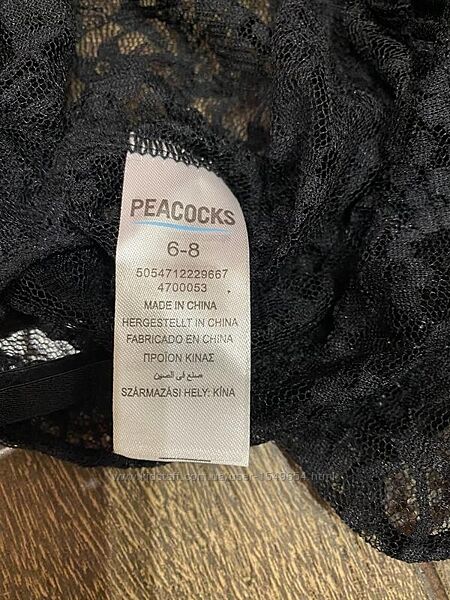 PEACOCKS
6-8
5054712229667
4700053
MADE IN CHINA
HERGESTELLT IN CHINA
FABRICADO EN CHINA
ΠΡΟΪΟΝ ΚΙΝΑΣ
صنع في الصين
SZÁRMAZÁSI HELY: KÍNA